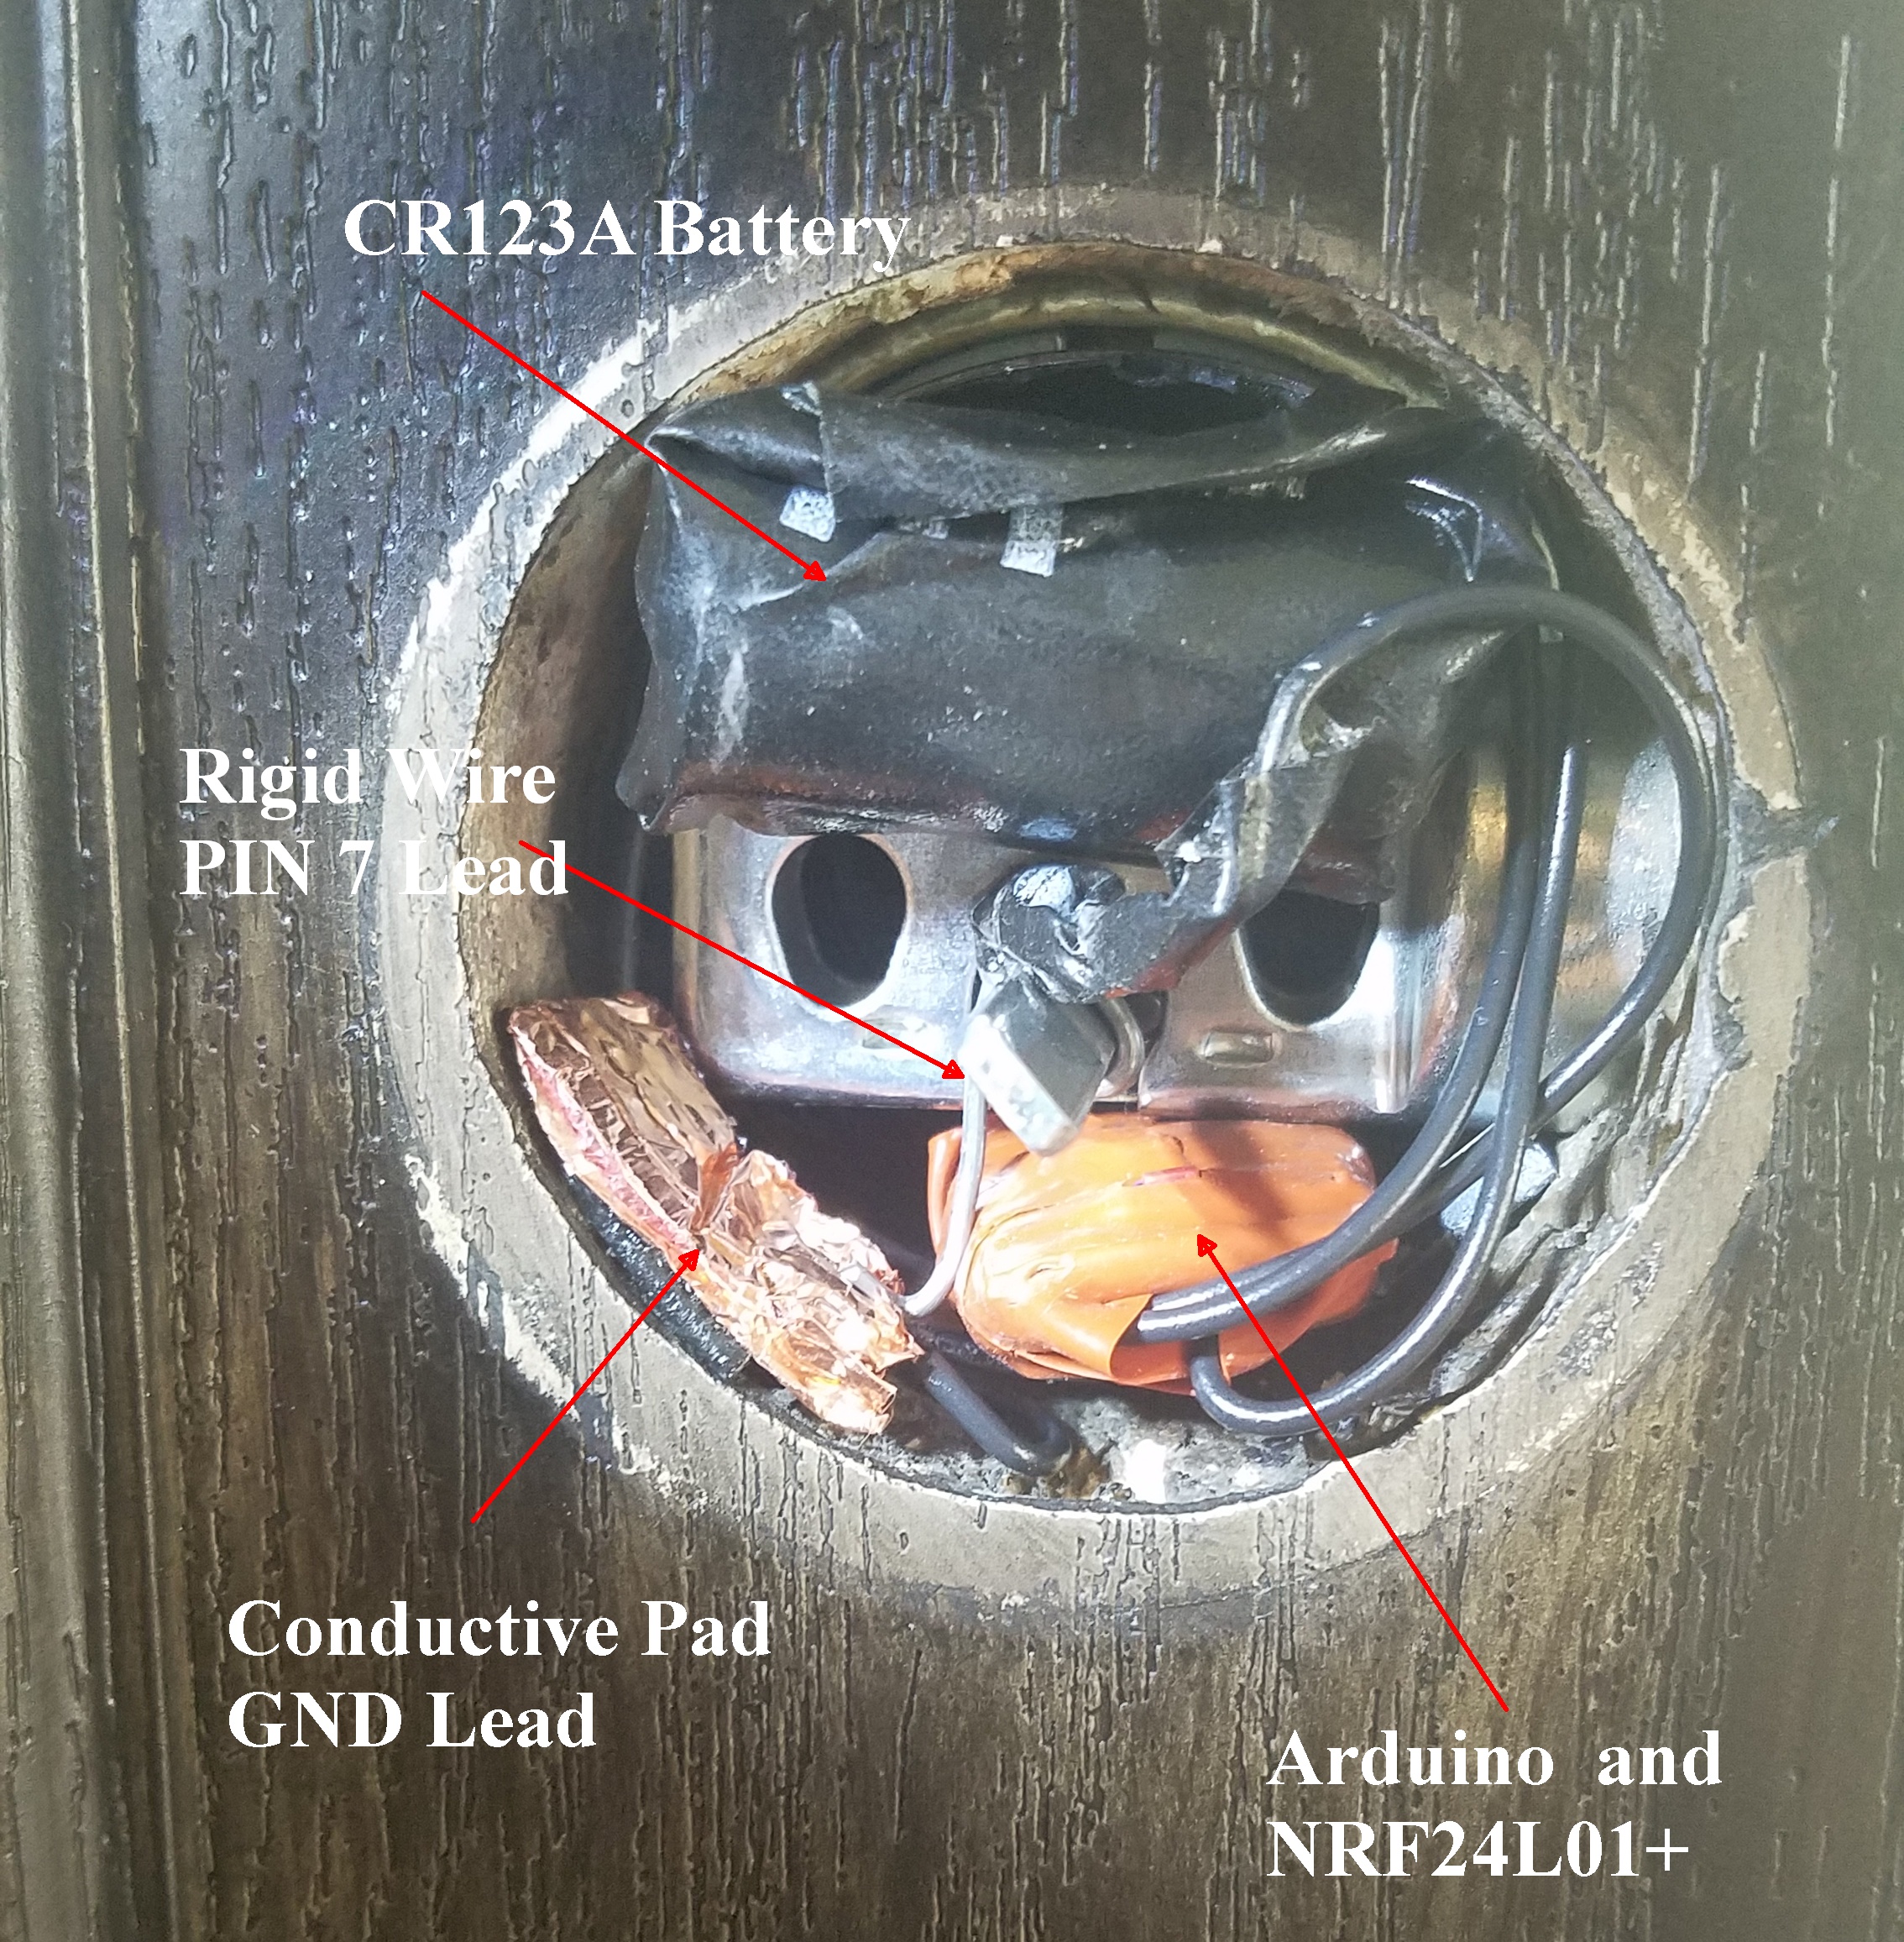 CR123A Battery
Rigid Wire
PIN 7 Lead
Conductive Pad
GND Lead
Arduino and
NRF24L01+